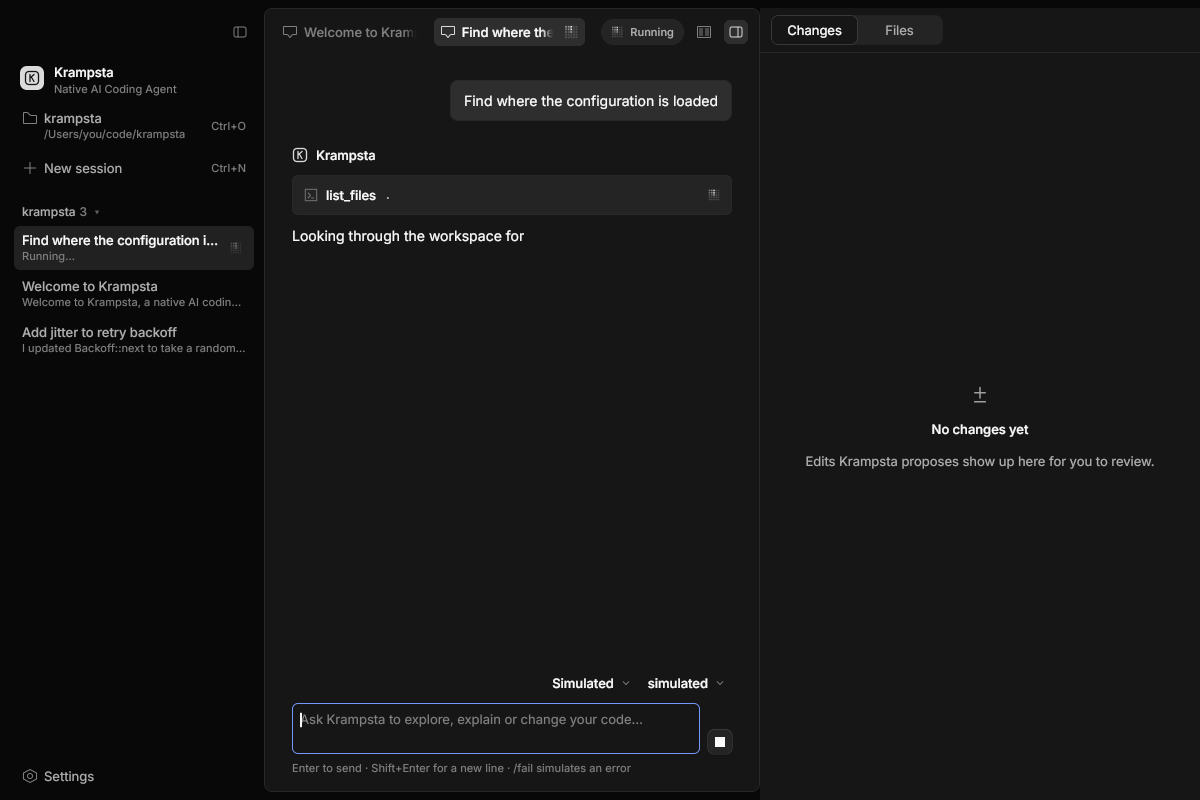 Krampsta
Native AI Coding Agent
krampsta
/Users/you/code/krampsta
Ctrl+O
New session
Ctrl+N
krampsta 3
Find where the configuration i...
Running...
Welcome to Krampsta
Welcome to Krampsta, a native AI codin...
Add jitter to retry backoff
I updated Backoff::next to take a random...
Settings
Welcome to Kram
Find where the
Running
Find where the configuration is loaded
K Krampsta
list_files .
Looking through the workspace for
Simulated
simulated
Ask Krampsta to explore, explain or change your code...
Enter to send · Shift+Enter for a new line · /fail simulates an error
Changes
Files
No changes yet
Edits Krampsta proposes show up here for you to review.